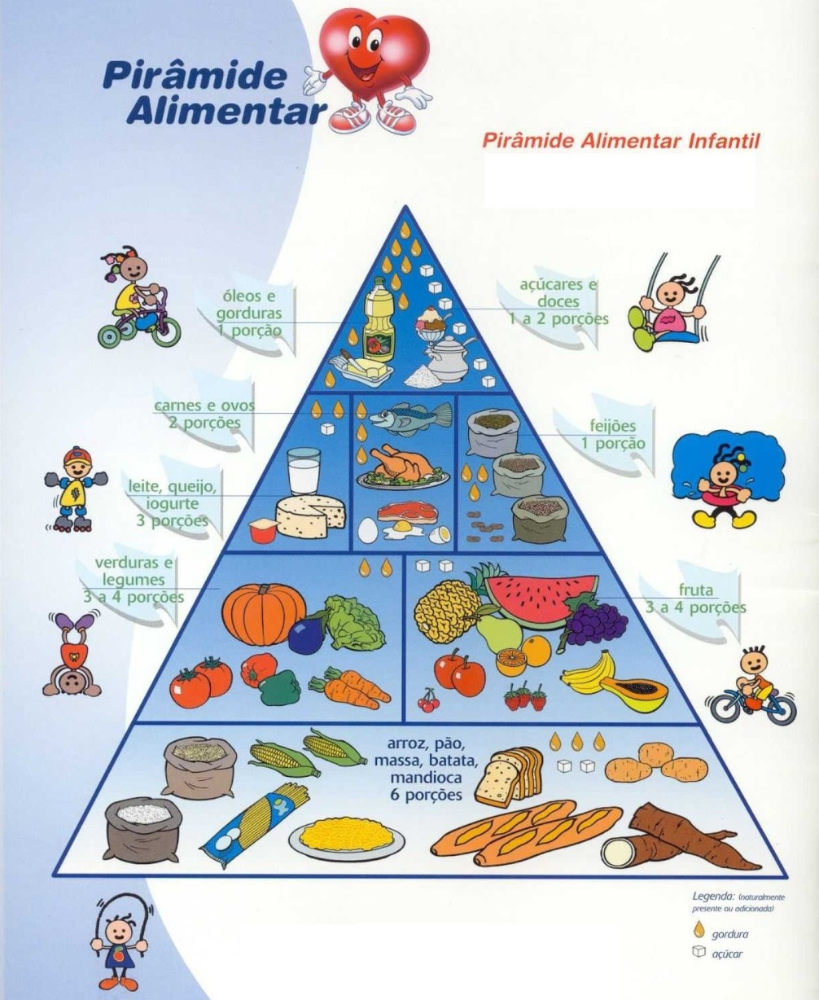 Pirâmide
Alimentar
Pirâmide Alimentar Infantil
óleos e
gorduras
1 porção
açúcares e
doces
1 a 2 porções
carnes e ovos
2 porções
feijões
1 porção
leite, queijo,
iogurte
3 porções
verduras e
legumes
3 a 4 porções
fruta
3 a 4 porções
arroz, pão,
massa, batata,
mandioca
6 porções
Legenda: (naturalmente
presente ou adicionada)
gordura
açúcar